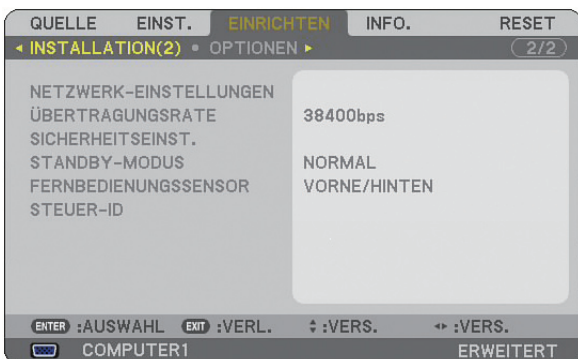 QUELLE EINST. EINRICHTEN INFO. RESET
◂ INSTALLATION(2) • OPTIONEN ▸ 2/2
NETZWERK-EINSTELLUNGEN
ÜBERTRAGUNGSRATE 38400bps
SICHERHEITSEINST.
STANDBY-MODUS NORMAL
FERNBEDIENUNGSSENSOR VORNE/HINTEN
STEUER-ID
ENTER :AUSWAHL EXIT :VERL. ▴▾ :VERS. ◂▸ :VERS.
COMPUTER1 ERWEITERT